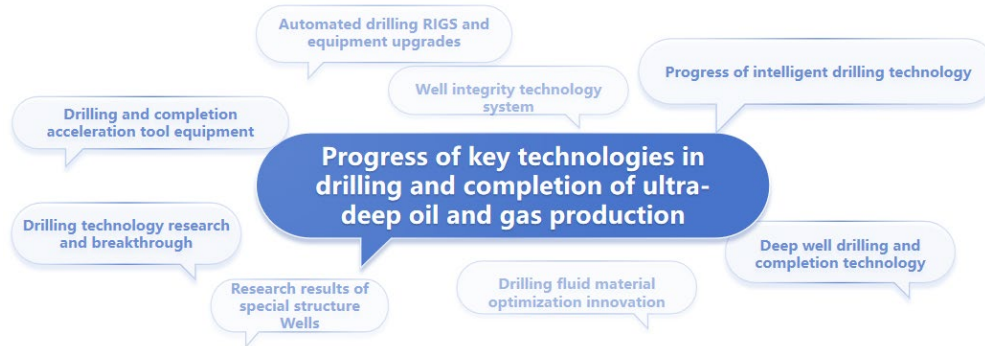 Automated drilling RIGS and
equipment upgrades
Progress of intelligent drilling technology
Well integrity technology
system
Drilling and completion
acceleration tool equipment
Progress of key technologies in
drilling and completion of ultra-
deep oil and gas production
Drilling technology research
and breakthrough
Deep well drilling and
completion technology
Research results of
special structure
Wells
Drilling fluid material
optimization innovation